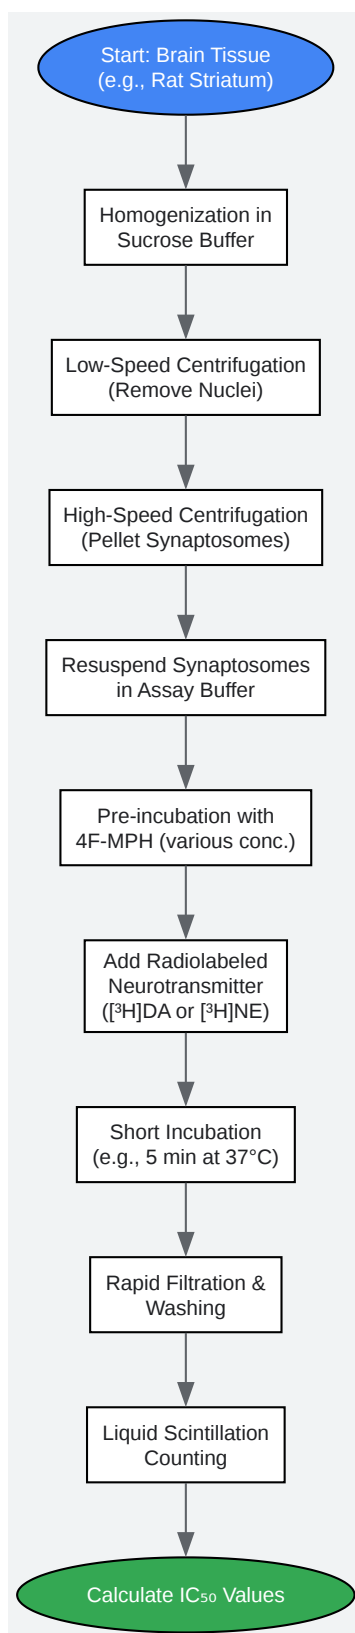 Start: Brain Tissue
(e.g., Rat Striatum)
Homogenization in
Sucrose Buffer
Low-Speed Centrifugation
(Remove Nuclei)
High-Speed Centrifugation
(Pellet Synaptosomes)
Resuspend Synaptosomes
in Assay Buffer
Pre-incubation with
4F-MPH (various conc.)
Add Radiolabeled
Neurotransmitter
([³H]DA or [³H]NE)
Short Incubation
(e.g., 5 min at 37°C)
Rapid Filtration &
Washing
Liquid Scintillation
Counting
Calculate IC₅₀ Values